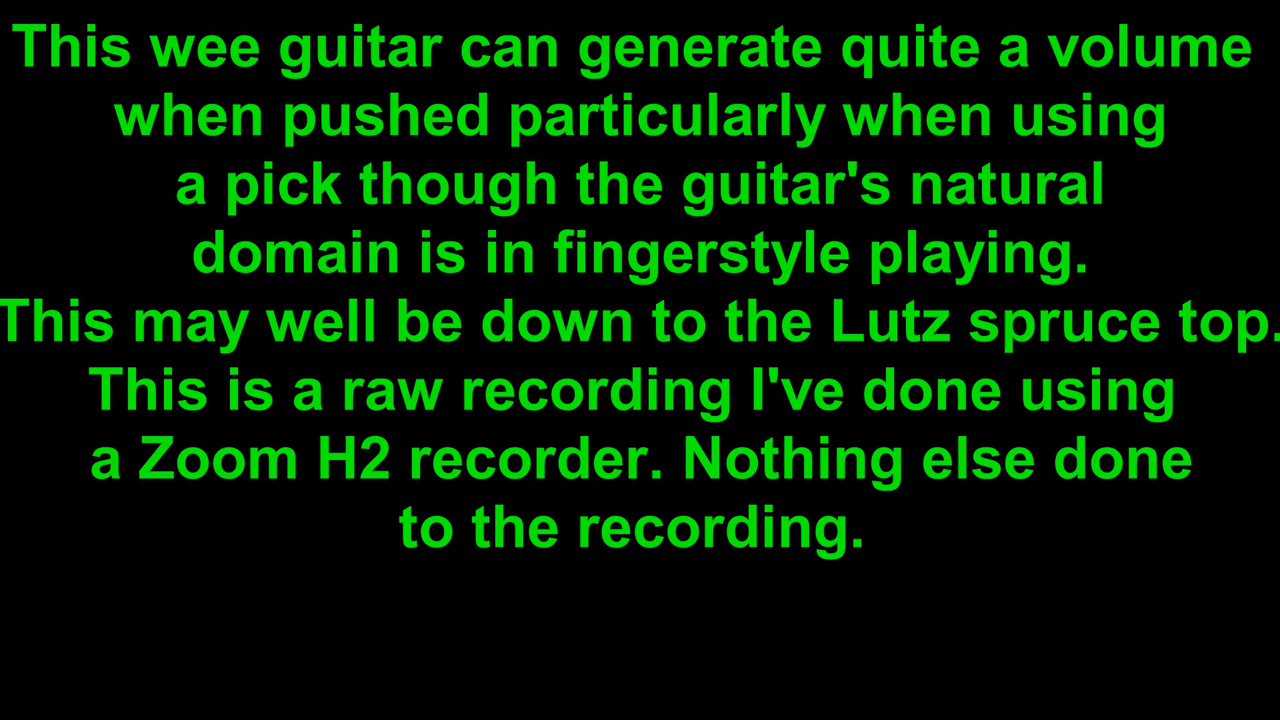 This wee guitar can generate quite a volume
when pushed particularly when using
a pick though the guitar's natural
domain is in fingerstyle playing.
This may well be down to the Lutz spruce top.
This is a raw recording I've done using
a Zoom H2 recorder. Nothing else done
to the recording.